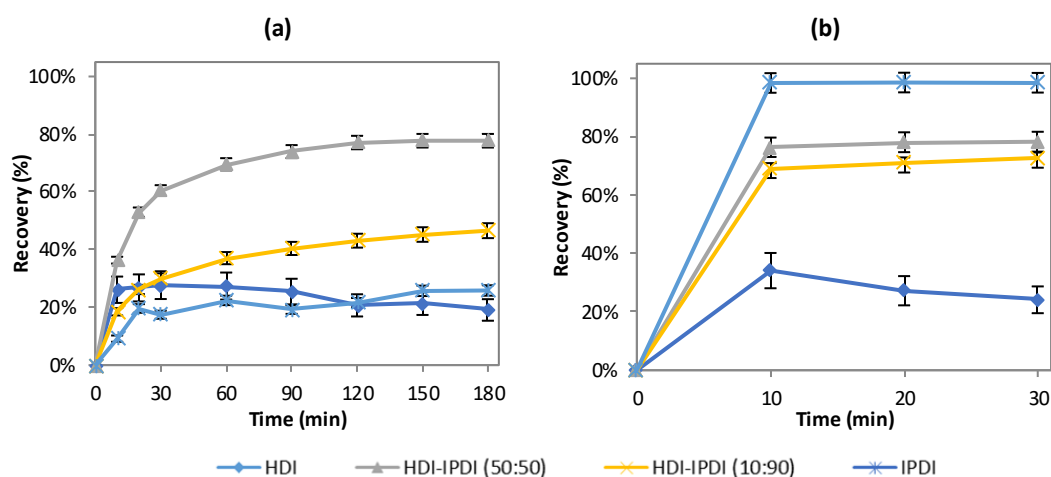 (a)
(b)
100%
80%
60%
40%
20%
0%
Recovery (%)
0 30 60 90 120 150 180
Time (min)
100%
80%
60%
40%
20%
0%
Recovery (%)
0 10 20 30
Time (min)
HDI HDI-IPDI (50:50) HDI-IPDI (10:90) IPDI